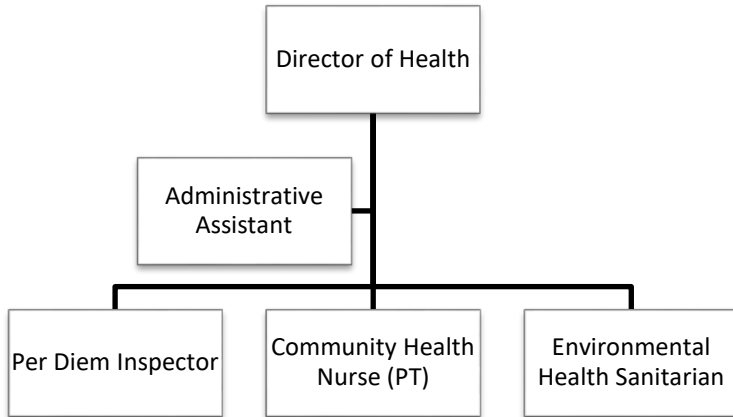 Director of Health
Administrative
Assistant
Per Diem Inspector
Community Health
Nurse (PT)
Environmental
Health Sanitarian